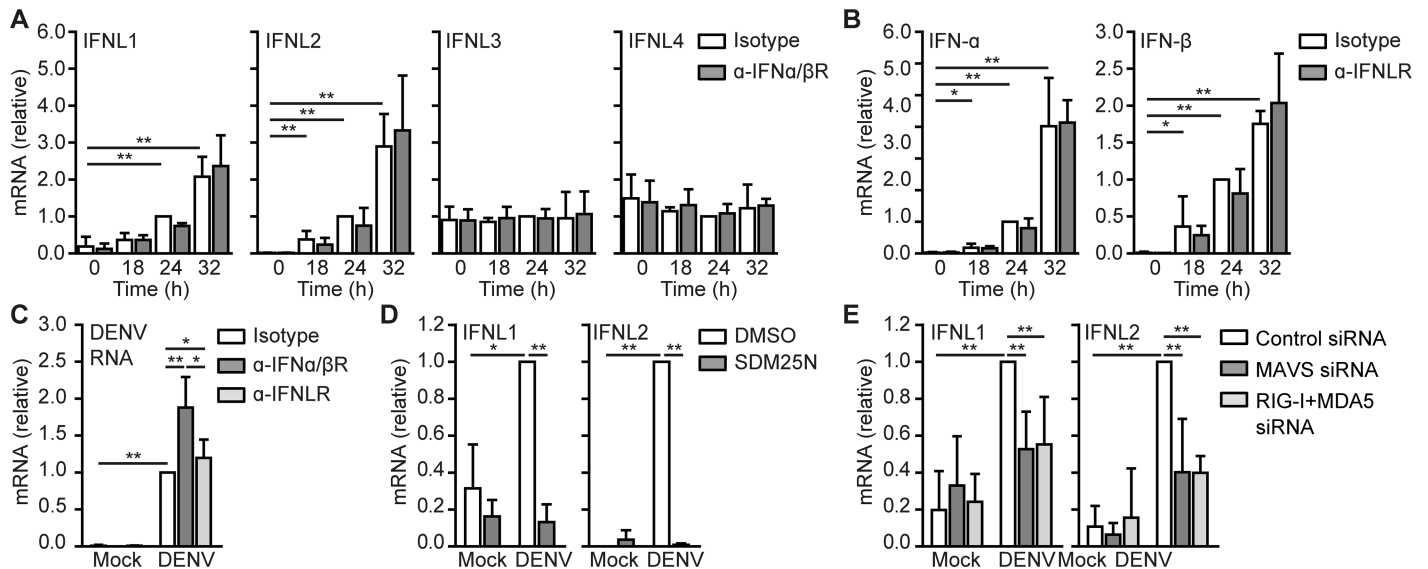 A
mRNA (relative)
6.0
5.0
4.0
3.0
2.0
1.0
0.0
IFNL1
**
**
0 18 24 32
Time (h)
IFNL2
**
**
**
0 18 24 32
Time (h)
IFNL3
0 18 24 32
Time (h)
IFNL4
0 18 24 32
Time (h)
Isotype
α-IFNα/βR
B
mRNA (relative)
6.0
5.0
4.0
3.0
2.0
1.0
0.0
IFN-α
**
**
*
0 18 24 32
Time (h)
3.0
2.5
2.0
1.5
1.0
0.5
0.0
IFN-β
**
**
*
0 18 24 32
Time (h)
Isotype
α-IFNLR
C
mRNA (relative)
3.0
2.5
2.0
1.5
1.0
0.5
0.0
DENV
RNA
*
** *
**
Mock DENV
Isotype
α-IFNα/βR
α-IFNLR
D
mRNA (relative)
1.2
1.0
0.8
0.6
0.4
0.2
0.0
IFNL1
* **
Mock DENV
IFNL2
** **
Mock DENV
DMSO
SDM25N
E
mRNA (relative)
1.2
1.0
0.8
0.6
0.4
0.2
0.0
IFNL1
**
** **
Mock DENV
IFNL2
**
** **
Mock DENV
Control siRNA
MAVS siRNA
RIG-I+MDA5
siRNA